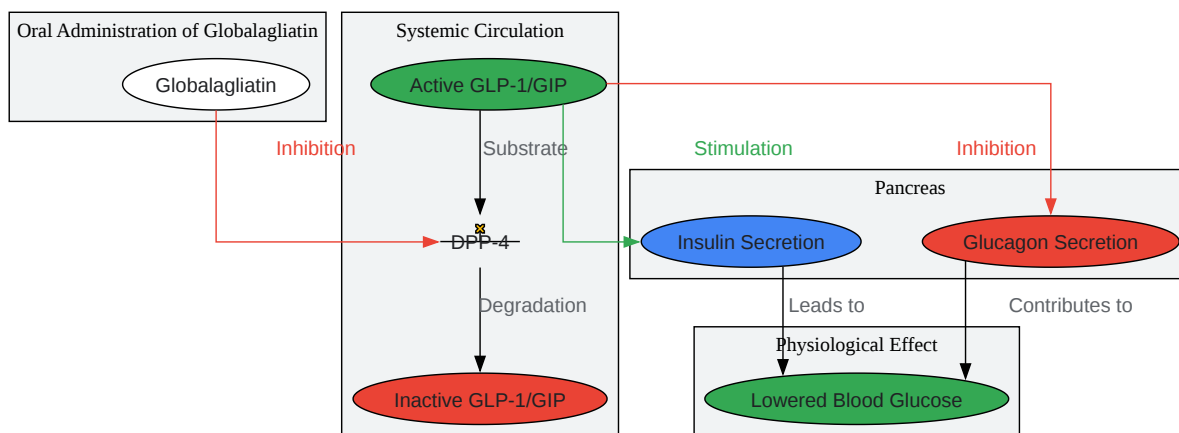 Oral Administration of Globalagliatin
Systemic Circulation
Globalagliatin
Active GLP-1/GIP
Inhibition
Substrate
Stimulation
Inhibition
Pancreas
DPP-4
Insulin Secretion
Glucagon Secretion
Degradation
Leads to
Contributes to
Physiological Effect
Inactive GLP-1/GIP
Lowered Blood Glucose